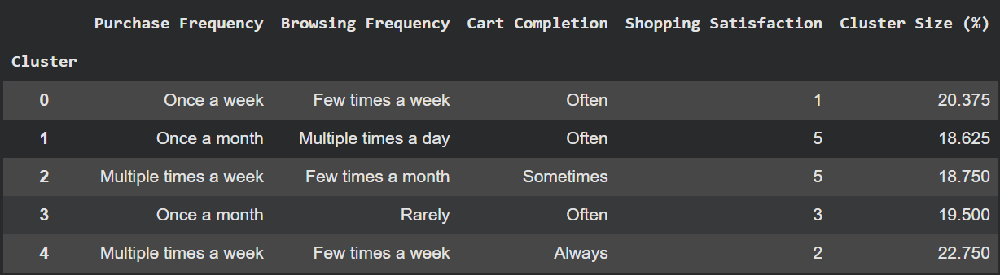 Purchase Frequency Browsing Frequency Cart Completion Shopping Satisfaction Cluster Size (%)
Cluster
0 Once a week Few times a week Often 1 20.375
1 Once a month Multiple times a day Often 5 18.625
2 Multiple times a week Few times a month Sometimes 5 18.750
3 Once a month Rarely Often 3 19.500
4 Multiple times a week Few times a week Always 2 22.750